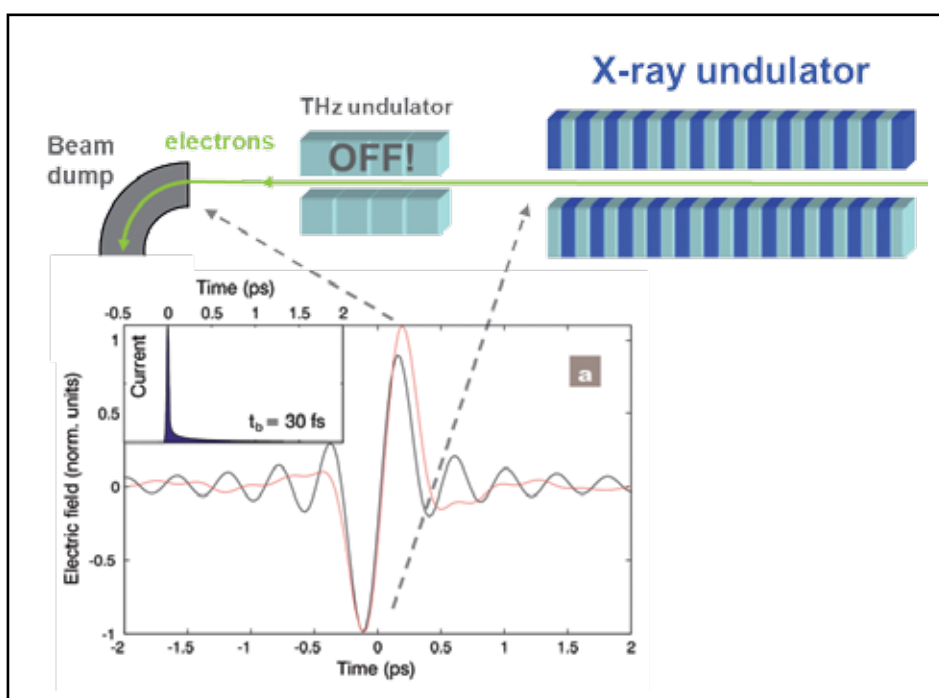 X-ray undulator
THz undulator
OFF!
electrons
Beam
dump
Time (ps)
-0.5 0 0.5 1 1.5 2
Current
t_b = 30 fs
a
Electric field (norm. units)
1
0.5
0
-0.5
-1
-2 -1.5 -1 -0.5 0 0.5 1 1.5 2
Time (ps)